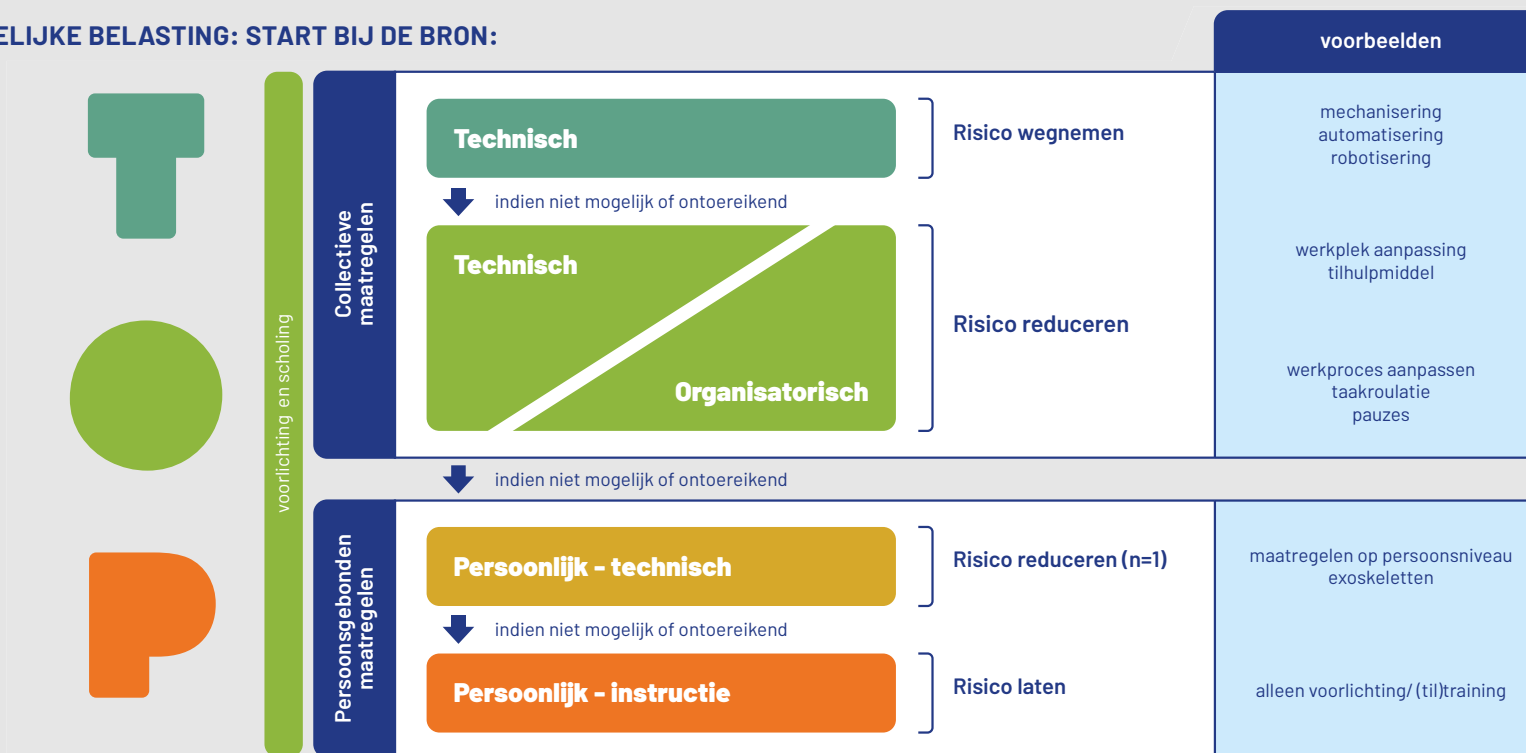 ELIJKE BELASTING: START BIJ DE BRON:
voorbeelden
T
O
P
voorlichting en scholing
Collectieve
maatregelen
Technisch
Risico wegnemen
mechanisering
automatisering
robotisering
indien niet mogelijk of ontoereikend
Technisch
Organisatorisch
Risico reduceren
werkplek aanpassing
tilhulpmiddel
werkproces aanpassen
taakroulatie
pauzes
indien niet mogelijk of ontoereikend
Persoonsgebonden
maatregelen
Persoonlijk - technisch
Risico reduceren (n=1)
maatregelen op persoonsniveau
exoskeletten
indien niet mogelijk of ontoereikend
Persoonlijk - instructie
Risico laten
alleen voorlichting/ (til)training